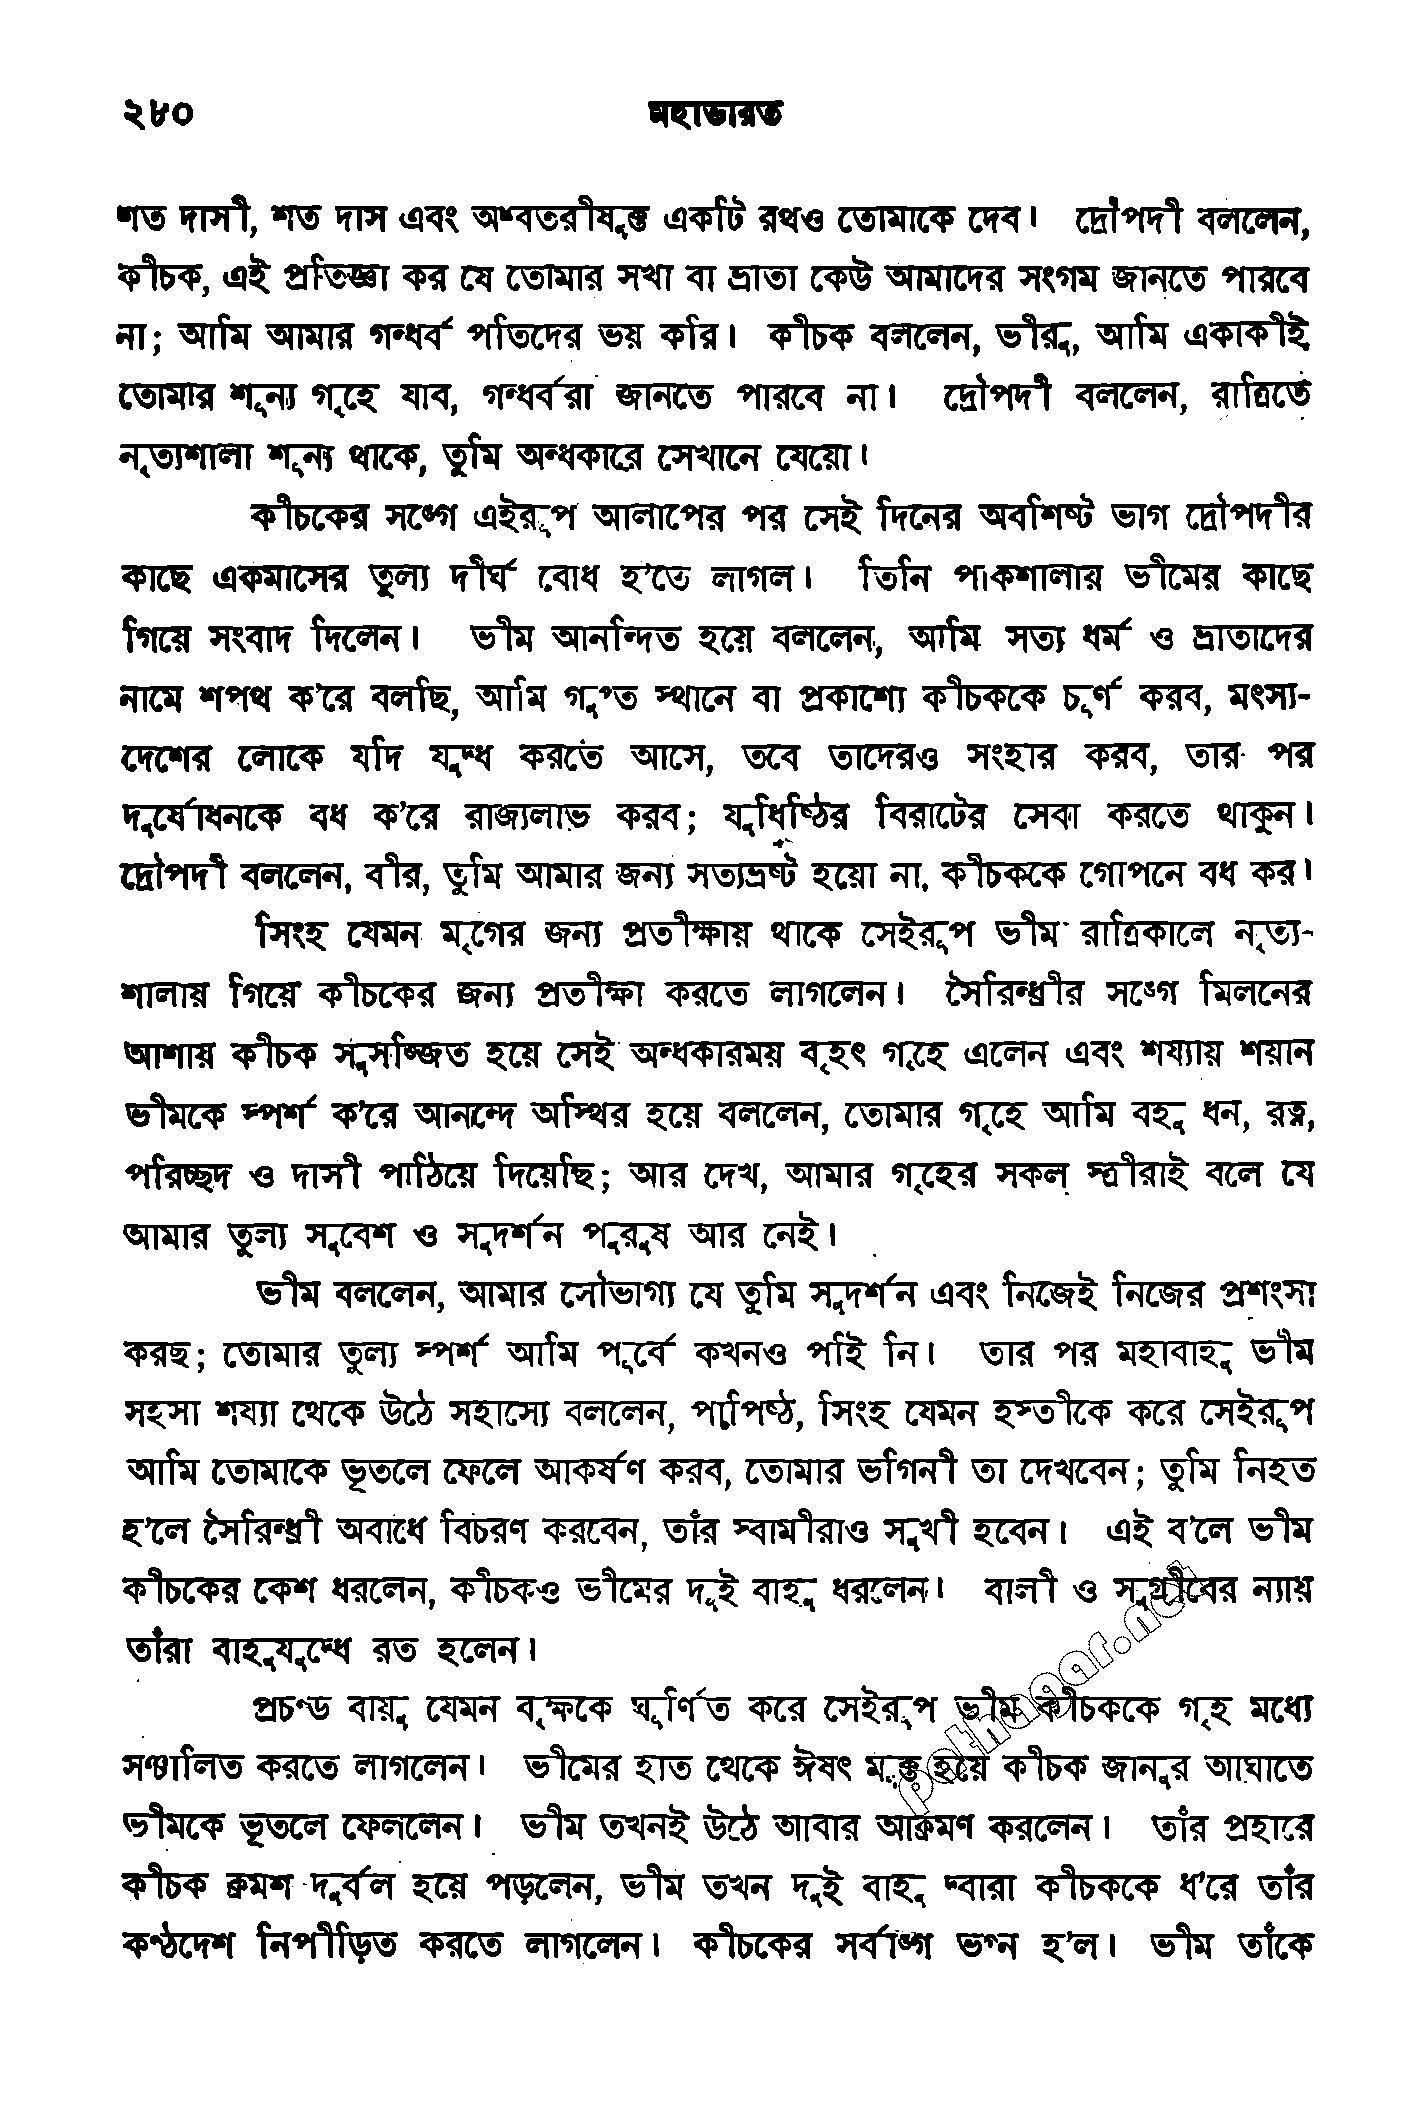 ২৮০ মহাভারত
শত দাসী, শত দাস এবং অশ্বতরীযুক্ত একটি রথও তোমাকে দেব। দ্রৌপদী বললেন,
কীচক, এই প্রতিজ্ঞা কর যে তোমার সখা বা ভ্রাতা কেউ আমাদের সংগম জানতে পারবে
না; আমি আমার গন্ধর্ব পতিদের ভয় করি। কীচক বললেন, ভীরু, আমি একাকীই
তোমার শূন্য গৃহে যাব, গন্ধর্বরা জানতে পারবে না। দ্রৌপদী বললেন, রাত্রিতে
নৃত্যশালা শূন্য থাকে, তুমি অন্ধকারে সেখানে যেয়ো।
কীচকের সঙ্গে এইরূপ আলাপের পর সেই দিনের অবশিষ্ট ভাগ দ্রৌপদীর
কাছে একমাসের তুল্য দীর্ঘ বোধ হ'তে লাগল। তিনি পাকশালার ভীমের কাছে
গিয়ে সংবাদ দিলেন। ভীম আনন্দিত হয়ে বললেন, আমি সত্য ধর্ম ও ভ্রাতাদের
নামে শপথ ক'রে বলছি, আমি গুপ্ত স্থানে বা প্রকাশ্যে কীচককে চূর্ণ করব, মৎস্য-
দেশের লোকে যদি যুদ্ধ করতে আসে, তবে তাদেরও সংহার করব, তার পর
দুর্যোধনকে বধ ক'রে রাজ্যলাভ করব; যুধিষ্ঠির বিরাটের সেবা করতে থাকুন।
দ্রৌপদী বললেন, বীর, তুমি আমার জন্য সত্যভ্রষ্ট হয়ো না, কীচককে গোপনে বধ কর।
সিংহ যেমন মৃগের জন্য প্রতীক্ষায় থাকে সেইরূপ ভীম রাত্রিকালে নৃত্য-
শালায় গিয়ে কীচকের জন্য প্রতীক্ষা করতে লাগলেন। সৈরিন্ধ্রীর সঙ্গে মিলনের
আশায় কীচক সুসজ্জিত হয়ে সেই অন্ধকারময় বৃহৎ গৃহে এলেন এবং শয্যায় শয়ান
ভীমকে স্পর্শ ক'রে আনন্দে অস্থির হয়ে বললেন, তোমার গৃহে আমি বহু ধন, রত্ন,
পরিচ্ছদ ও দাসী পাঠিয়ে দিয়েছি; আর দেখ, আমার গৃহের সকল স্ত্রীরাই বলে যে
আমার তুল্য সুবেশ ও সুদর্শন পুরুষ আর নেই।
ভীম বললেন, আমার সৌভাগ্য যে তুমি সুদর্শন এবং নিজেই নিজের প্রশংসা
করছ; তোমার তুল্য স্পর্শ আমি পূর্বে কখনও পাই নি। তার পর মহাবাহু ভীম
সহসা শয্যা থেকে উঠে সহাস্যে বললেন, পাপিষ্ঠ, সিংহ যেমন হস্তীকে করে সেইরূপ
আমি তোমাকে ভূতলে ফেলে আকর্ষণ করব, তোমার ভগিনী তা দেখবেন; তুমি নিহত
হ'লে সৈরিন্ধ্রী অবাধে বিচরণ করবেন, তাঁর স্বামীরাও সুখী হবেন। এই ব'লে ভীম
কীচকের কেশ ধরলেন, কীচকও ভীমের দুই বাহু ধরলেন। বালী ও সুগ্রীবের ন্যায়
তাঁরা বাহুযুদ্ধে রত হলেন।
প্রচণ্ড বায়ু যেমন বৃক্ষকে ঘূর্ণিত করে সেইরূপ ভীম কীচককে গৃহ মধ্যে
সঞ্চালিত করতে লাগলেন। ভীমের হাত থেকে ঈষৎ মুক্ত হয়ে কীচক জানুর আঘাতে
ভীমকে ভূতলে ফেললেন। ভীম তখনই উঠে আবার আক্রমণ করলেন। তাঁর প্রহারে
কীচক ক্রমশ দুর্বল হয়ে পড়লেন, ভীম তখন দুই বাহু দ্বারা কীচককে ধ'রে তাঁর
কণ্ঠদেশ নিপীড়িত করতে লাগলেন। কীচকের সর্বাঙ্গ ভগ্ন হ'ল। ভীম তাঁকে
pathagar.net